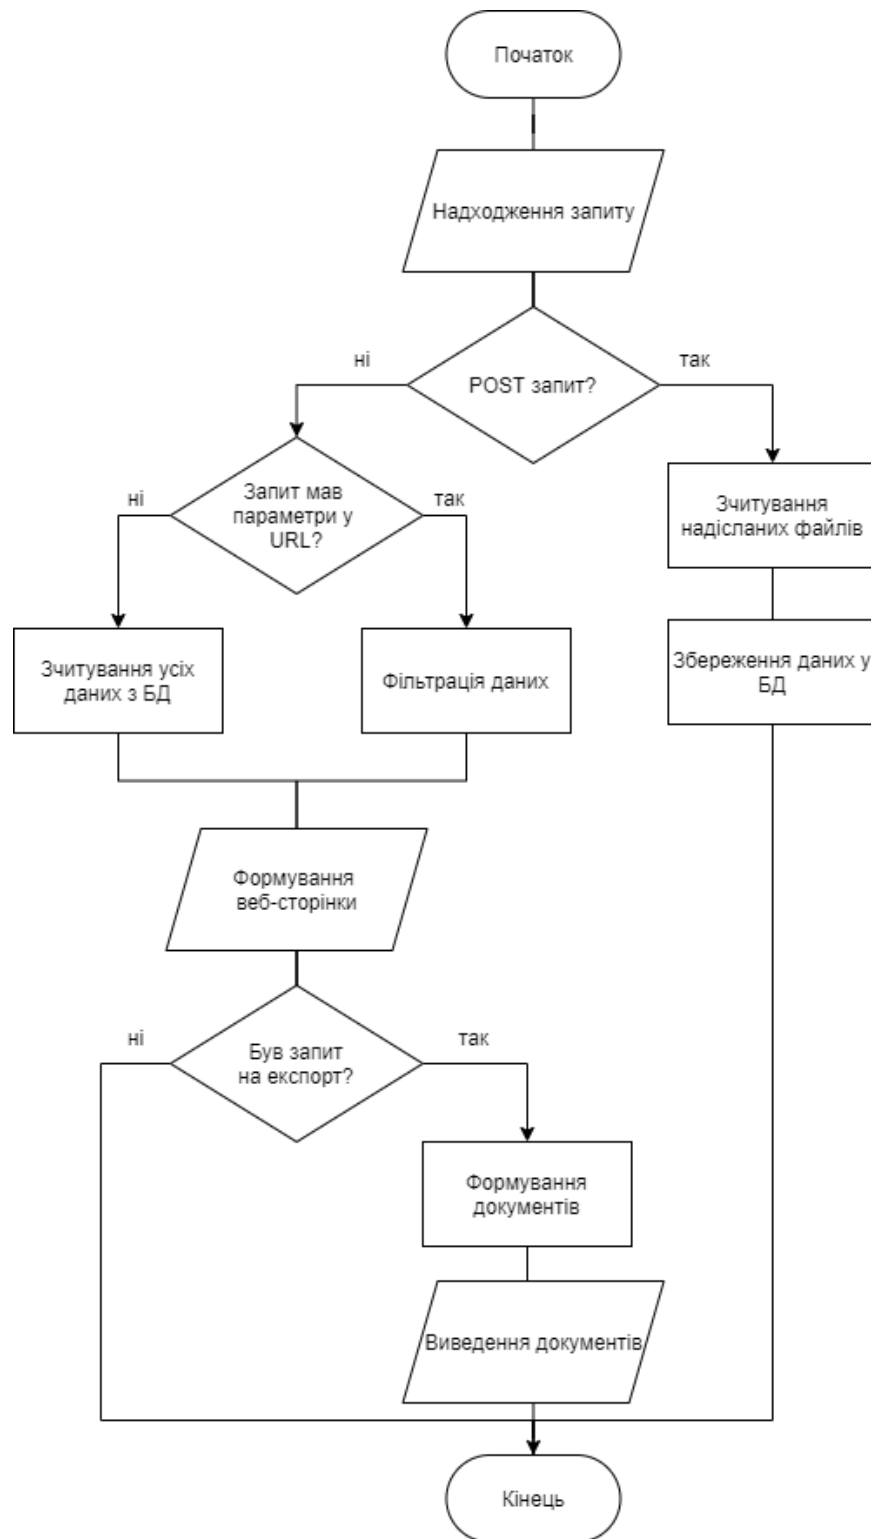 Початок
Надходження запиту
ні
так
POST запит?
Запит мав
параметри у
URL?
ні
так
Зчитування
надісланих файлів
Зчитування усіх
даних з БД
Фільтрація даних
Збереження даних у
БД
Формування
веб-сторінки
ні
так
Був запит
на експорт?
Формування
документів
Виведення документів
Кінець